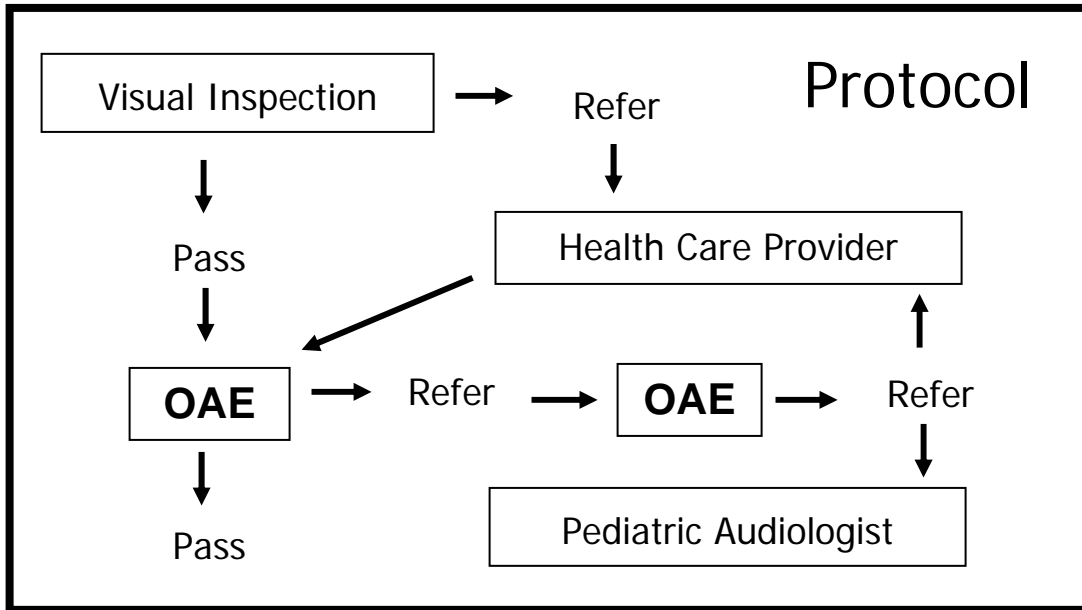 Protocol
Visual Inspection
Refer
Pass
Health Care Provider
OAE
Refer
OAE
Refer
Pass
Pediatric Audiologist